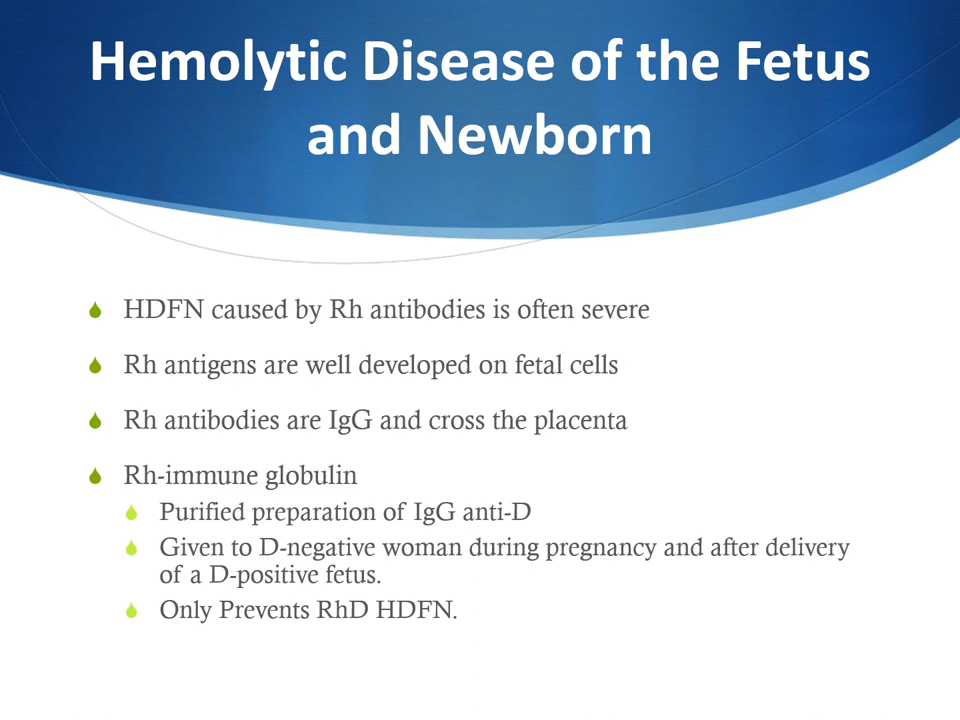 Hemolytic Disease of the Fetus
and Newborn
HDFN caused by Rh antibodies is often severe
Rh antigens are well developed on fetal cells
Rh antibodies are IgG and cross the placenta
Rh-immune globulin
Purified preparation of IgG anti-D
Given to D-negative woman during pregnancy and after delivery
of a D-positive fetus.
Only Prevents RhD HDFN.